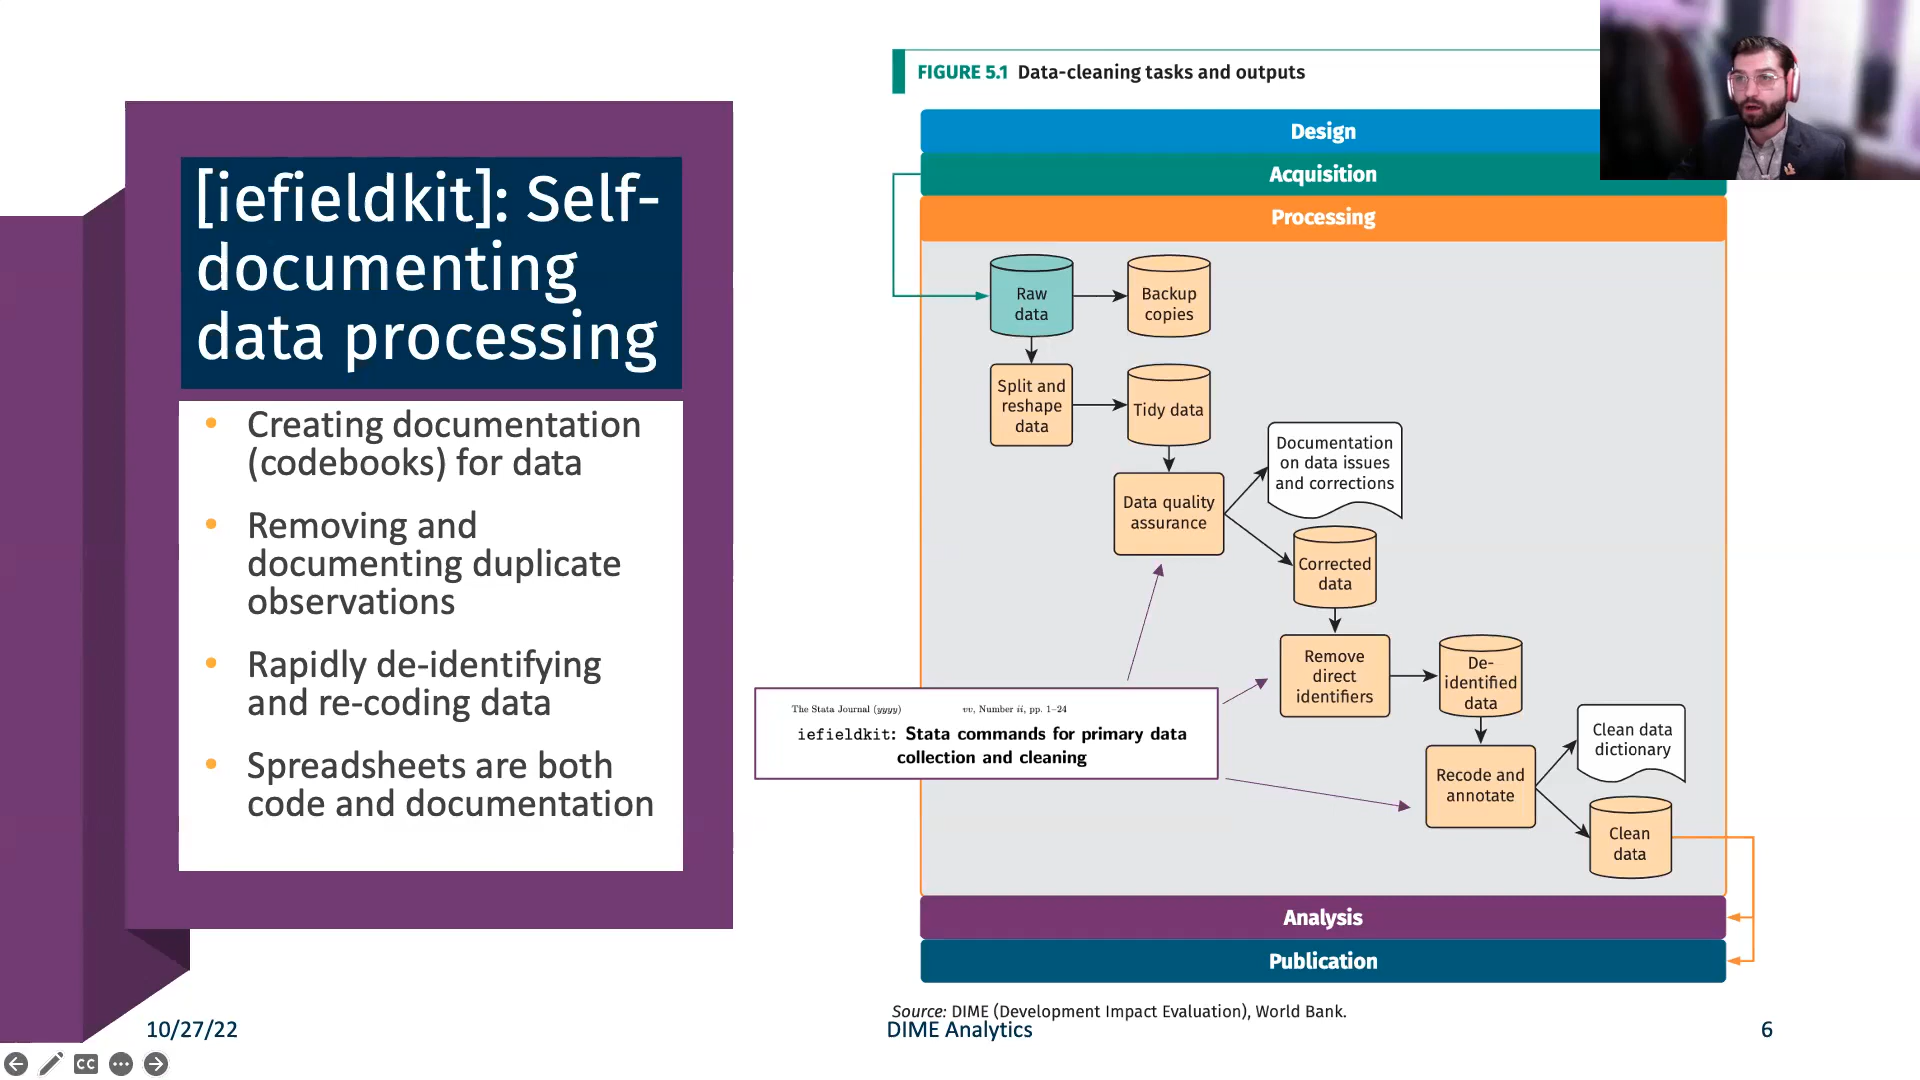 [iefieldkit]: Self-
documenting
data processing
• Creating documentation
(codebooks) for data
• Removing and
documenting duplicate
observations
• Rapidly de-identifying
and re-coding data
• Spreadsheets are both
code and documentation
FIGURE 5.1 Data-cleaning tasks and outputs
Design
Acquisition
Processing
Raw
data
Backup
copies
Split and
reshape
data
Tidy data
Data quality
assurance
Documentation
on data issues
and corrections
Corrected
data
Remove
direct
identifiers
De-
identified
data
The Stata Journal (yyyy) vv, Number ii, pp. 1–24
iefieldkit: Stata commands for primary data
collection and cleaning
Recode and
annotate
Clean data
dictionary
Clean
data
Analysis
Publication
Source: DIME (Development Impact Evaluation), World Bank.
10/27/22
DIME Analytics
6
CC